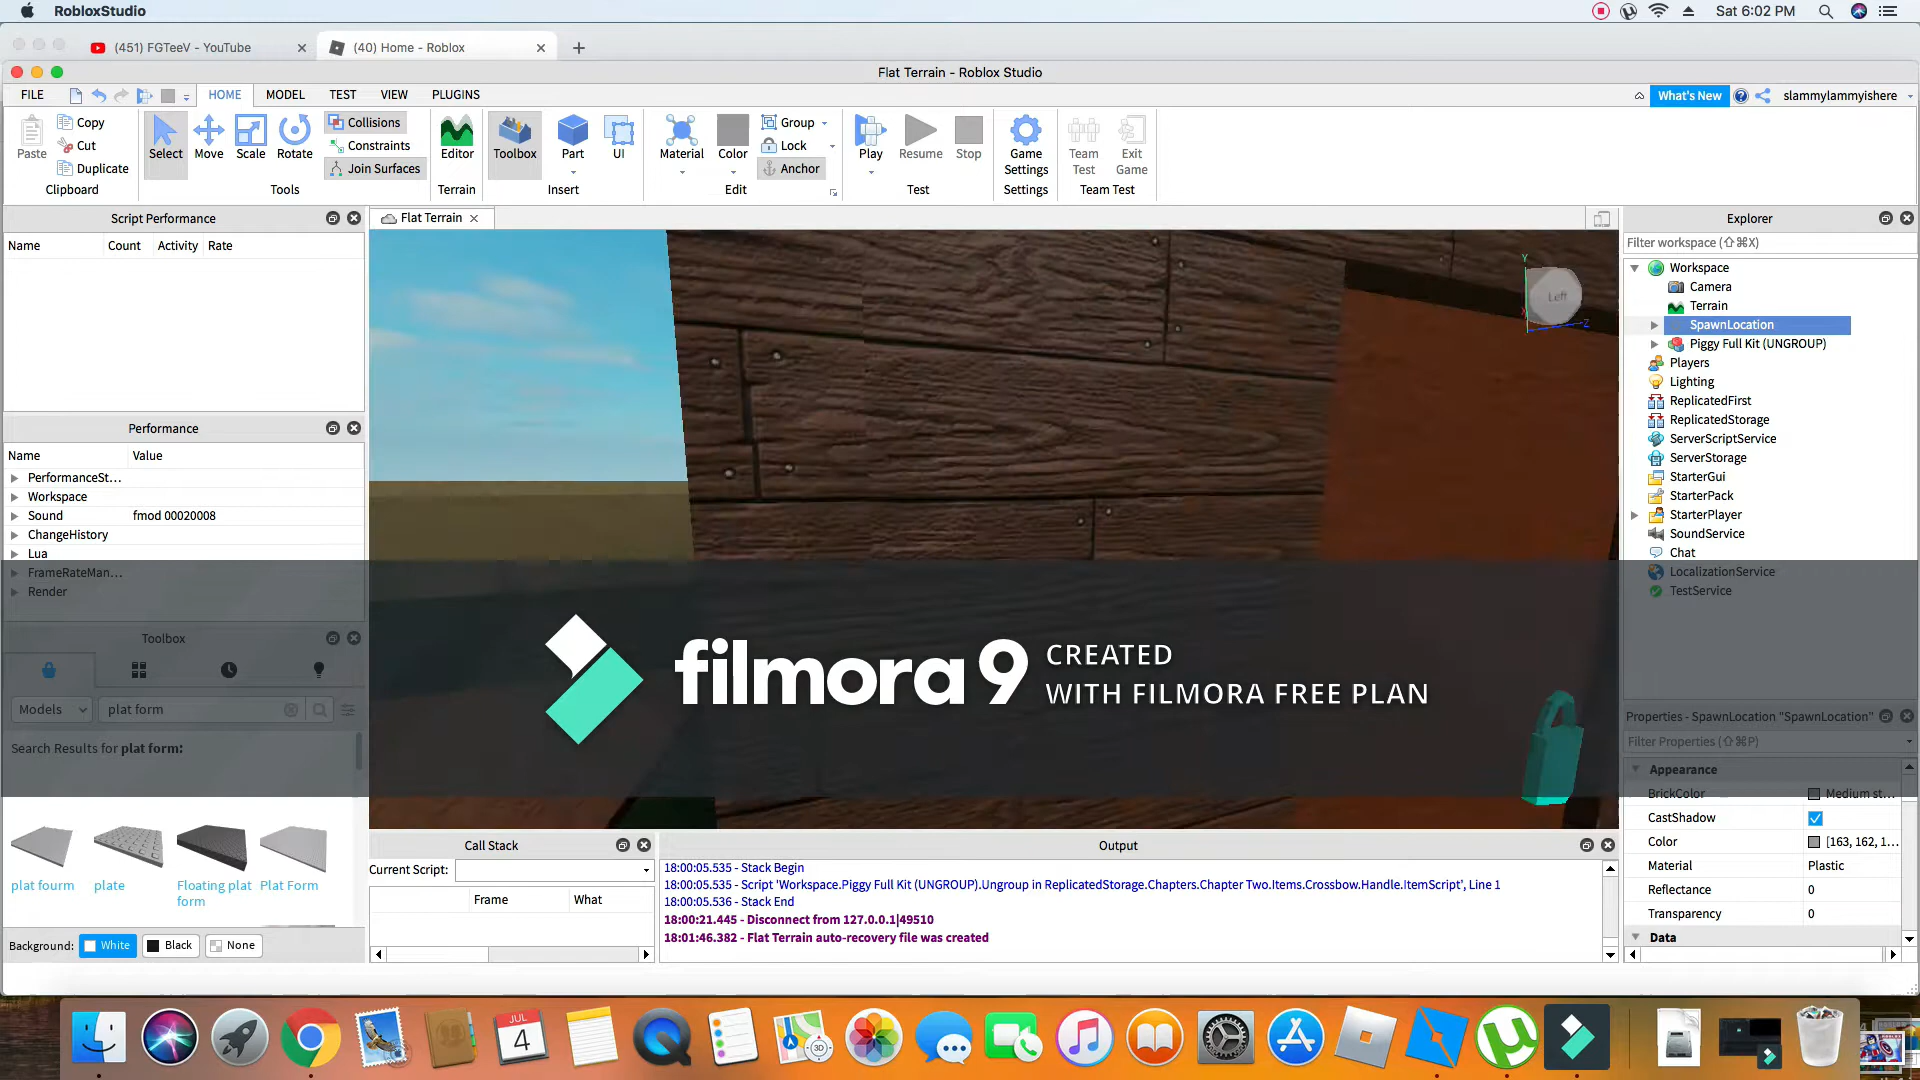 RobloxStudio
Sat 6:02 PM
(451) FGTeeV - YouTube
(40) Home - Roblox
Flat Terrain - Roblox Studio
FILE
HOME
MODEL
TEST
VIEW
PLUGINS
What's New
slammylammyishere
Paste
Copy
Cut
Duplicate
Clipboard
Select
Move
Scale
Rotate
Tools
Collisions
Constraints
Join Surfaces
Editor
Terrain
Toolbox
Part
UI
Insert
Material
Color
Group
Lock
Anchor
Edit
Play
Resume
Stop
Test
Game Settings
Settings
Team Test
Exit Game
Team Test
Script Performance
Name Count Activity Rate
Performance
Name Value
PerformanceSt...
Workspace
Sound fmod 00020008
ChangeHistory
Lua
FrameRateMan...
Render
Toolbox
Models
plat form
Search Results for plat form:
plat fourm
plate
Floating plat form
Plat Form
Background: White Black None
Flat Terrain
Y
Left
Z
filmora 9
CREATED
WITH FILMORA FREE PLAN
Call Stack
Current Script:
Frame What
Output
18:00:05.535 - Stack Begin
18:00:05.535 - Script 'Workspace.Piggy Full Kit (UNGROUP).Ungroup in ReplicatedStorage.Chapters.Chapter Two.Items.Crossbow.Handle.ItemScript', Line 1
18:00:05.536 - Stack End
18:00:21.445 - Disconnect from 127.0.0.1|49510
18:01:46.382 - Flat Terrain auto-recovery file was created
Explorer
Filter workspace (⇧⌘X)
Workspace
Camera
Terrain
SpawnLocation
Piggy Full Kit (UNGROUP)
Players
Lighting
ReplicatedFirst
ReplicatedStorage
ServerScriptService
ServerStorage
StarterGui
StarterPack
StarterPlayer
SoundService
Chat
LocalizationService
TestService
Properties - SpawnLocation "SpawnLocation"
Filter Properties (⇧⌘P)
Appearance
BrickColor Medium st...
CastShadow
Color [163, 162, 1...
Material Plastic
Reflectance 0
Transparency 0
Data
JUL
4
3D